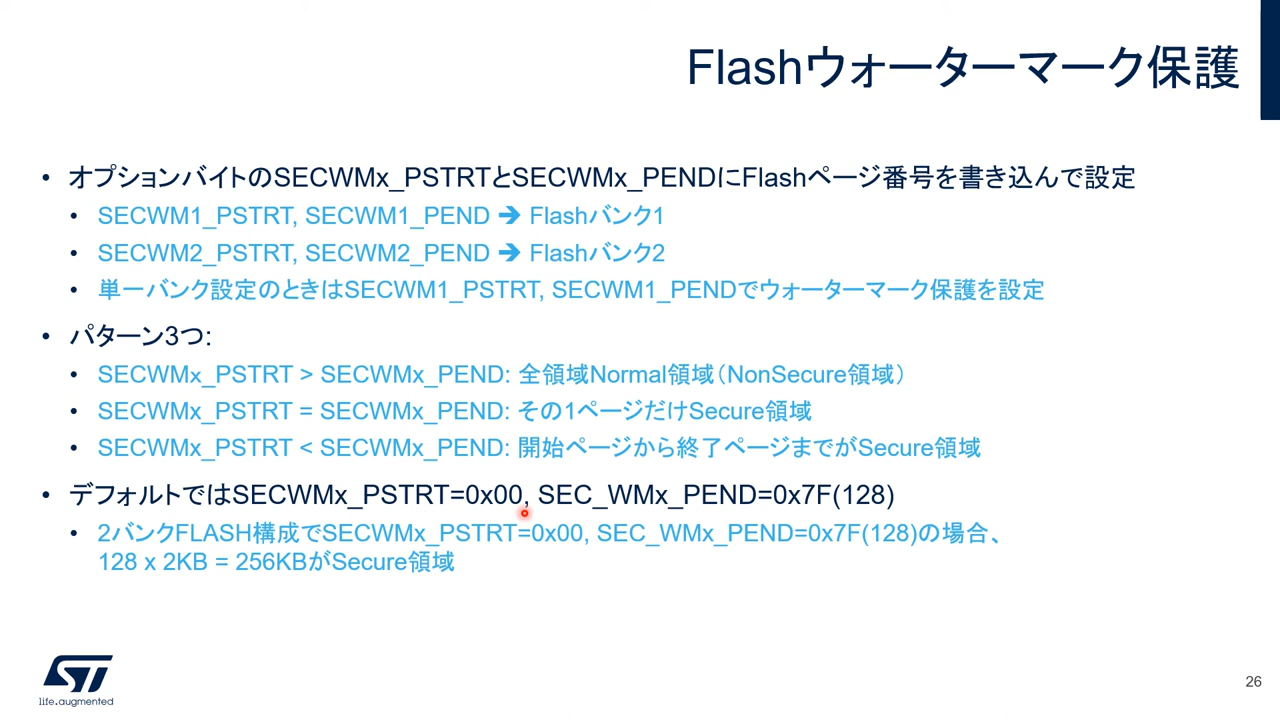 Flashウォーターマーク保護
• オプションバイトのSECWMx_PSTRTとSECWMx_PENDにFlashページ番号を書き込んで設定
• SECWM1_PSTRT, SECWM1_PEND ➔ Flashバンク1
• SECWM2_PSTRT, SECWM2_PEND ➔ Flashバンク2
• 単一バンク設定のときはSECWM1_PSTRT, SECWM1_PENDでウォーターマーク保護を設定
• パターン3つ:
• SECWMx_PSTRT > SECWMx_PEND: 全領域Normal領域（NonSecure領域）
• SECWMx_PSTRT = SECWMx_PEND: その1ページだけSecure領域
• SECWMx_PSTRT < SECWMx_PEND: 開始ページから終了ページまでがSecure領域
• デフォルトではSECWMx_PSTRT=0x00, SEC_WMx_PEND=0x7F(128)
• 2バンクFLASH構成でSECWMx_PSTRT=0x00, SEC_WMx_PEND=0x7F(128)の場合、
128 x 2KB = 256KBがSecure領域
ST
life.augmented
26